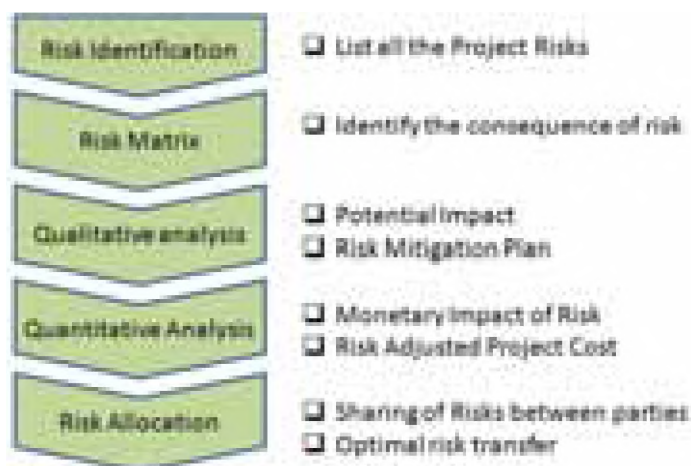 Risk Identification
List all the Project Risks
Risk Matrix
Identify the consequence of risk
Qualitative analysis
Potential Impact
Risk Mitigation Plan
Quantitative Analysis
Monetary Impact of Risk
Risk Adjusted Project Cost
Risk Allocation
Sharing of Risks between parties
Optimal risk transfer